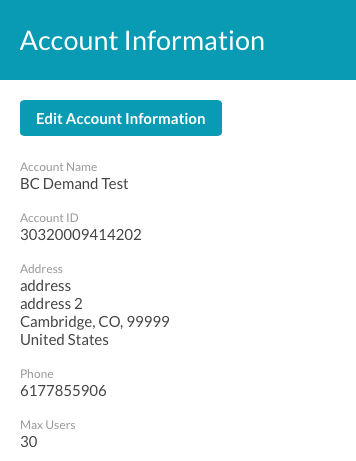 Account Information
Edit Account Information
Account Name
BC Demand Test
Account ID
30320009414202
Address
address
address 2
Cambridge, CO, 99999
United States
Phone
6177855906
Max Users
30